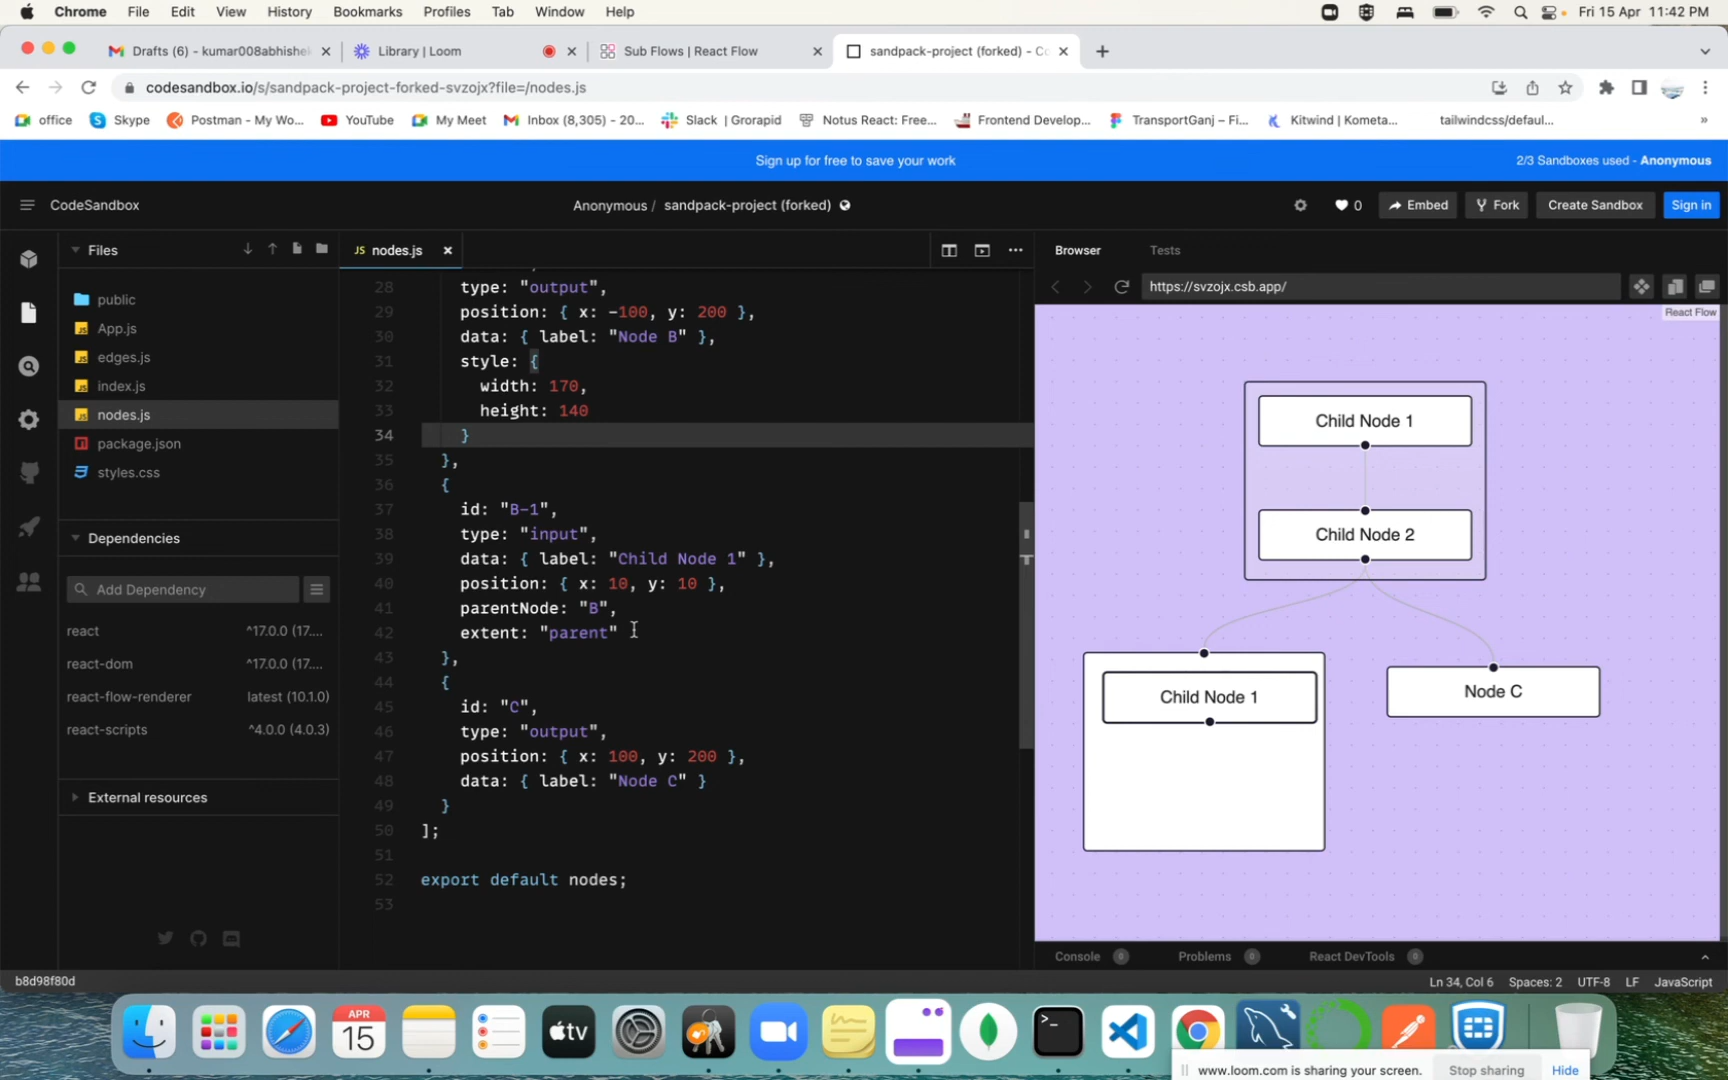 Chrome File Edit View History Bookmarks Profiles Tab Window Help Fri 15 Apr 11:42 PM
Drafts (6) - kumar008abhishek Library | Loom Sub Flows | React Flow sandpack-project (forked) - Co
codesandbox.io/s/sandpack-project-forked-svzojx?file=/nodes.js
office Skype Postman - My Wo... YouTube My Meet Inbox (8,305) - 20... Slack | Grorapid Notus React: Free... Frontend Develop... TransportGanj – Fi... Kitwind | Kometa... tailwindcss/defaul... »
Sign up for free to save your work 2/3 Sandboxes used - Anonymous
CodeSandbox Anonymous / sandpack-project (forked) 0 Embed Fork Create Sandbox Sign in
Files
public
App.js
edges.js
index.js
nodes.js
package.json
styles.css
Dependencies
Add Dependency
react ^17.0.0 (17....
react-dom ^17.0.0 (17....
react-flow-renderer latest (10.1.0)
react-scripts ^4.0.0 (4.0.3)
External resources
b8d98f80d
JS nodes.js
28 type: "output",
29 position: { x: -100, y: 200 },
30 data: { label: "Node B" },
31 style: {
32 width: 170,
33 height: 140
34 }
35 },
36 {
37 id: "B-1",
38 type: "input",
39 data: { label: "Child Node 1" },
40 position: { x: 10, y: 10 },
41 parentNode: "B",
42 extent: "parent"
43 },
44 {
45 id: "C",
46 type: "output",
47 position: { x: 100, y: 200 },
48 data: { label: "Node C" }
49 }
50 ];
51
52 export default nodes;
53
Browser Tests
https://svzojx.csb.app/
React Flow
Child Node 1
Child Node 2
Child Node 1
Node C
Console 0 Problems 0 React DevTools 0
Ln 34, Col 6 Spaces: 2 UTF-8 LF JavaScript
APR
15
tv
www.loom.com is sharing your screen. Stop sharing Hide